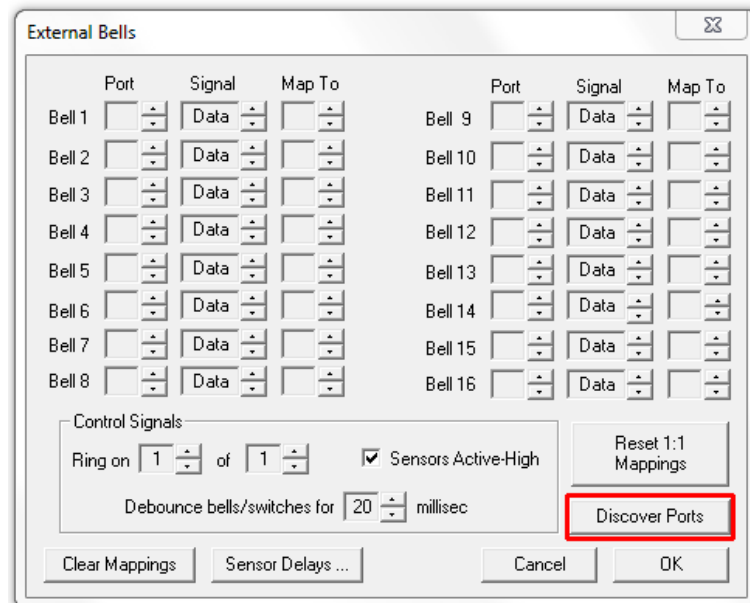 External Bells
Port Signal Map To Port Signal Map To
Bell 1 Data Bell 9 Data
Bell 2 Data Bell 10 Data
Bell 3 Data Bell 11 Data
Bell 4 Data Bell 12 Data
Bell 5 Data Bell 13 Data
Bell 6 Data Bell 14 Data
Bell 7 Data Bell 15 Data
Bell 8 Data Bell 16 Data
Control Signals
Ring on 1 of 1 Sensors Active-High
Debounce bells/switches for 20 millisec
Reset 1:1
Mappings
Discover Ports
Clear Mappings Sensor Delays ... Cancel OK